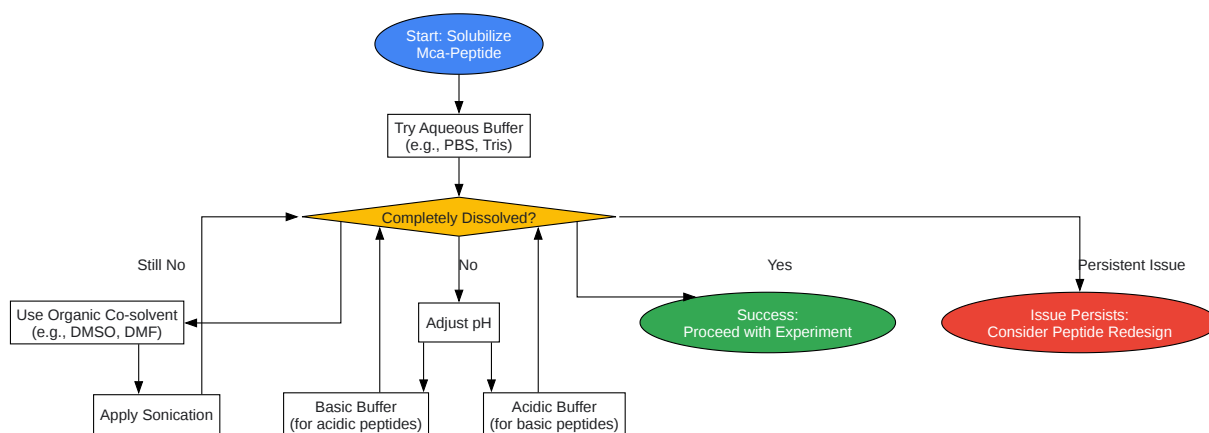 Start: Solubilize
Mca-Peptide
Try Aqueous Buffer
(e.g., PBS, Tris)
Completely Dissolved?
Still No
No
Yes
Persistent Issue
Use Organic Co-solvent
(e.g., DMSO, DMF)
Adjust pH
Success:
Proceed with Experiment
Issue Persists:
Consider Peptide Redesign
Apply Sonication
Basic Buffer
(for acidic peptides)
Acidic Buffer
(for basic peptides)